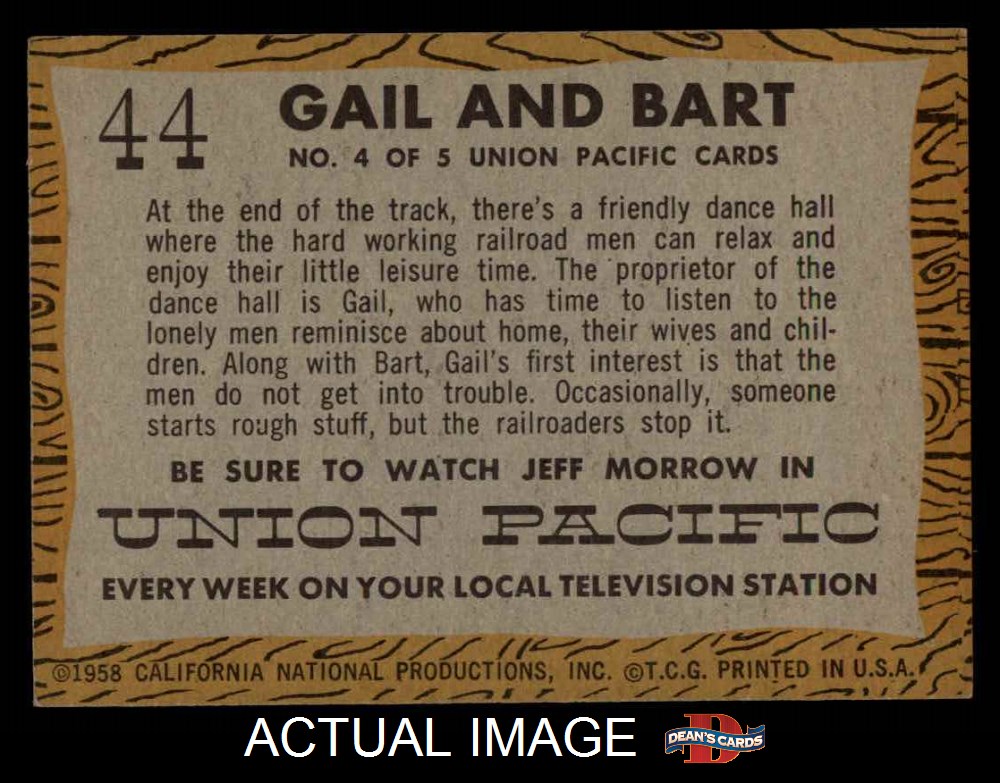 44
GAIL AND BART
NO. 4 OF 5 UNION PACIFIC CARDS
At the end of the track, there's a friendly dance hall
where the hard working railroad men can relax and
enjoy their little leisure time. The proprietor of the
dance hall is Gail, who has time to listen to the
lonely men reminisce about home, their wives and chil-
dren. Along with Bart, Gail's first interest is that the
men do not get into trouble. Occasionally, someone
starts rough stuff, but the railroaders stop it.
BE SURE TO WATCH JEFF MORROW IN
UNION PACIFIC
EVERY WEEK ON YOUR LOCAL TELEVISION STATION
©1958 CALIFORNIA NATIONAL PRODUCTIONS, INC. ©T.C.G. PRINTED IN U.S.A.
ACTUAL IMAGE
D
DEAN'S CARDS